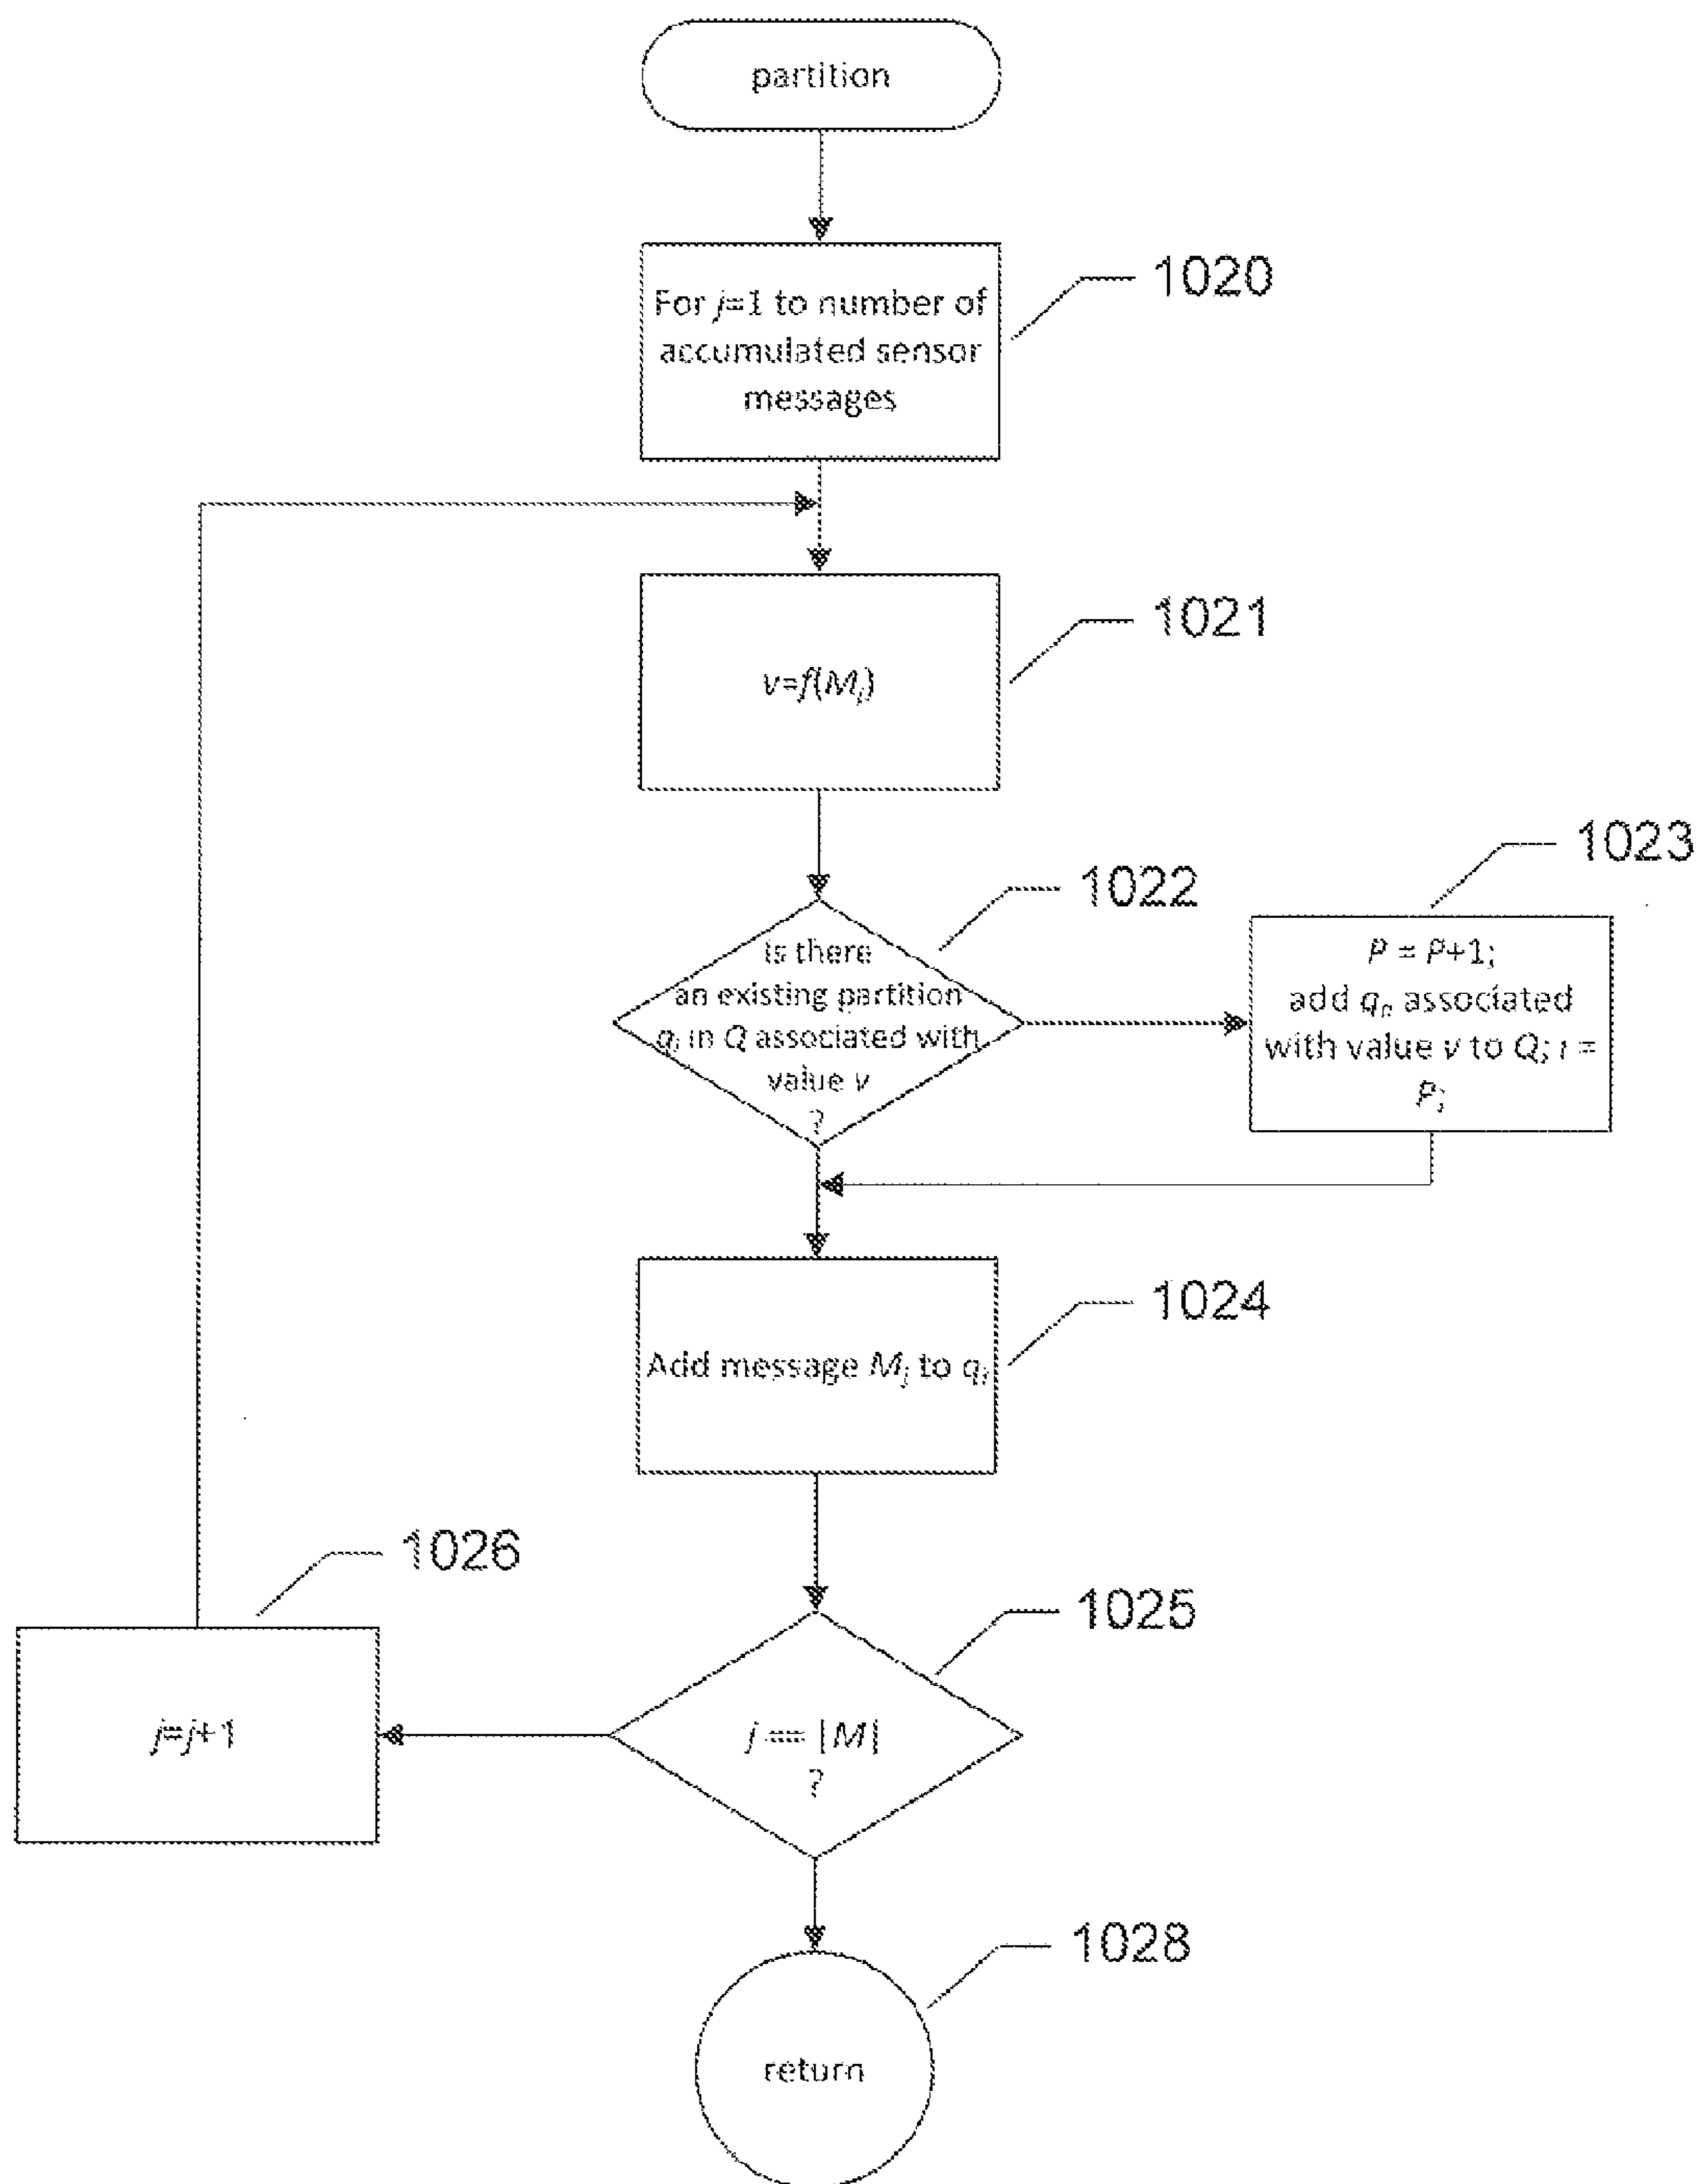 partition
1020
For j=1 to number of
accumulated sensor
messages
1021
v=f(Mj)
1022
is there
an existing partition
qi in Q associated with
value v
?
1023
P = P+1;
add qP associated
with value v to Q; i =
P;
1024
Add message Mj to qi
1025
j == |M|
?
1026
j=j+1
1028
return